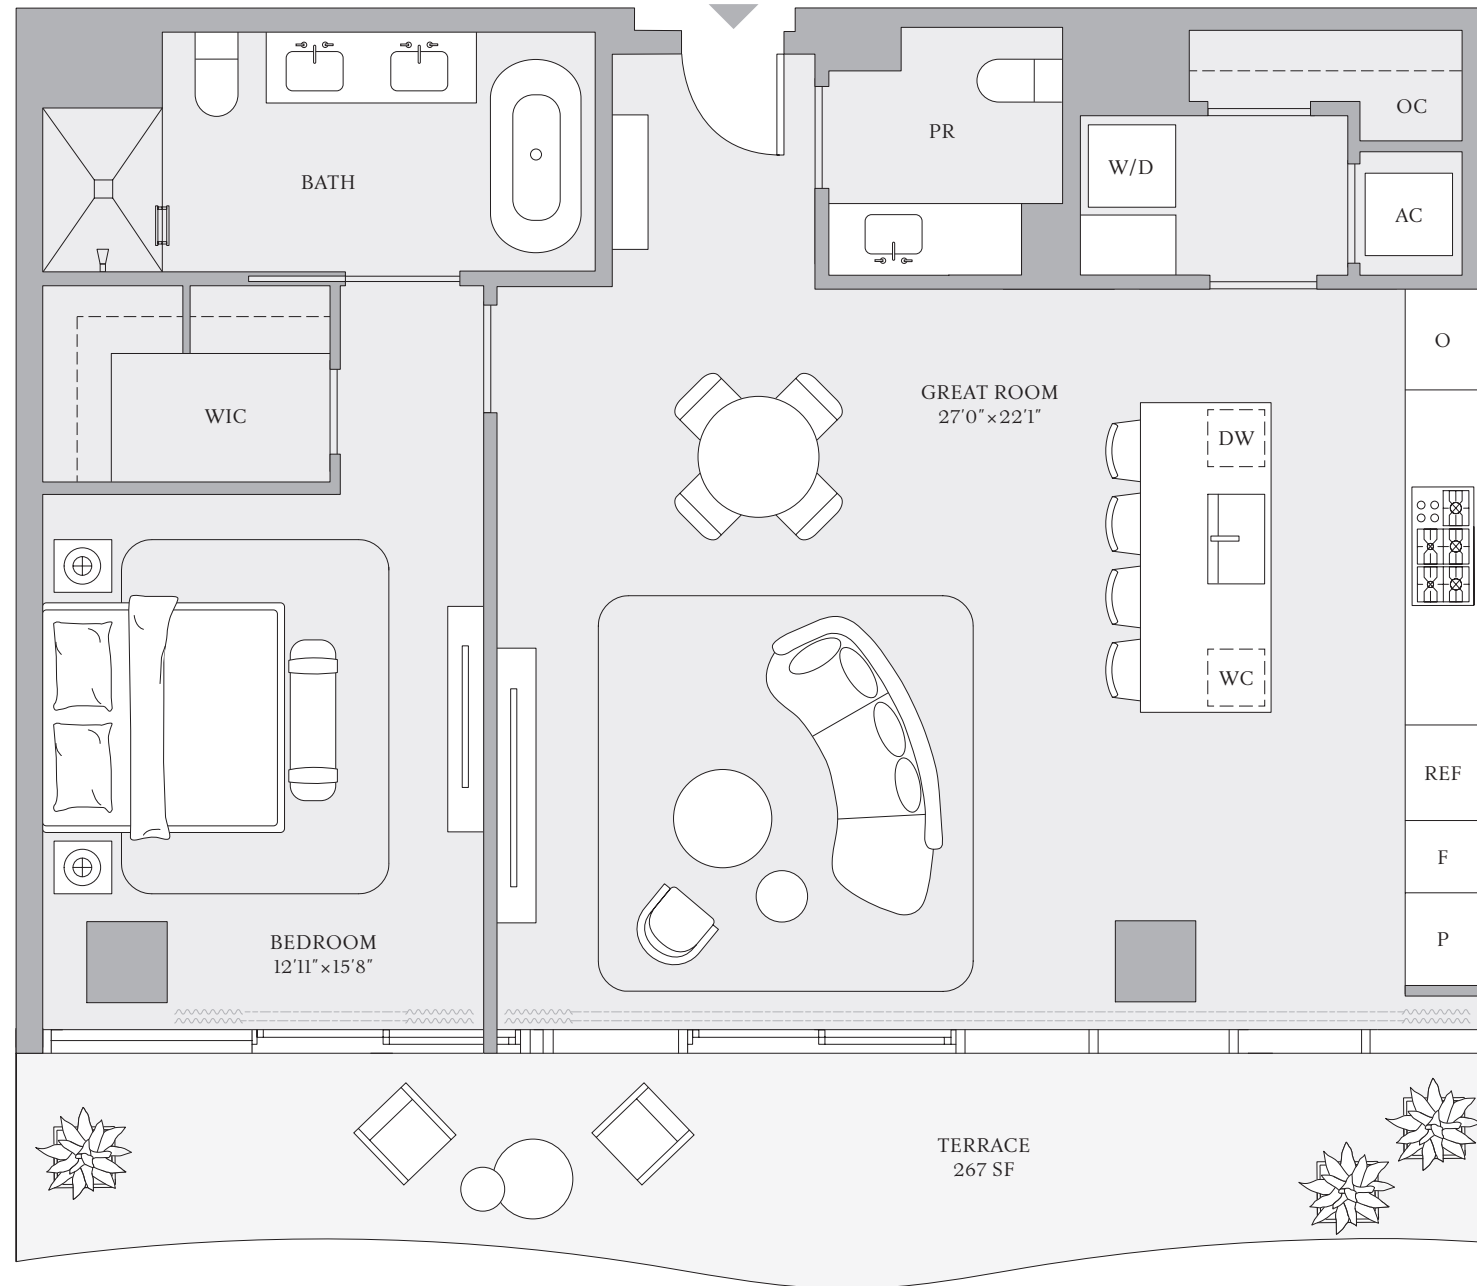 OC
PR
W/D
BATH
AC
O
GREAT ROOM
27'0"×22'1"
WIC
DW
WC
REF
F
P
BEDROOM
12'11"×15'8"
TERRACE
267 SF